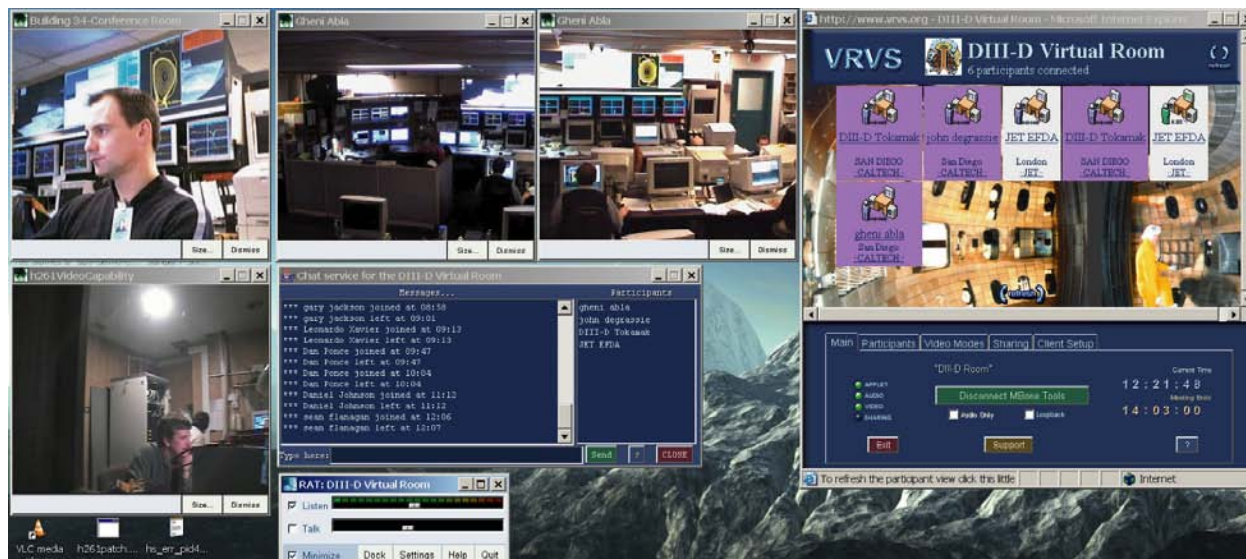 Building 34-Conference Room
Size... Dismiss
Gheni Abla
Size... Dismiss
Gheni Abla
Size... Dismiss
http://www.vrvs.org - DIII-D Virtual Room - Microsoft Internet Explorer
VRVS
DIII-D Virtual Room
6 participants connected
refresh
DIII-D Tokamak
SAN DIEGO
-CALTECH-
john degrassie
San Diego
-CALTECH-
JET EFDA
London
-JET-
DIII-D Tokamak
SAN DIEGO
-CALTECH-
JET EFDA
London
-JET-
gheni abla
San Diego
-CALTECH-
(refresh)
h261VideoCapability
Size... Dismiss
Chat service for the DIII-D Virtual Room
Messages...
*** gary jackson joined at 08:58
*** gary jackson left at 09:01
*** Leonardo Xavier joined at 09:13
*** Leonardo Xavier left at 09:13
*** Dan Ponce joined at 09:47
*** Dan Ponce left at 09:47
*** Dan Ponce joined at 10:04
*** Dan Ponce left at 10:04
*** Daniel Johnson joined at 11:12
*** Daniel Johnson left at 11:12
*** sean flanagan joined at 12:06
*** sean flanagan left at 12:07
Participants
gheni abla
john degrassie
DIII-D Tokamak
JET EFDA
Type here: Send ? CLOSE
Main Participants Video Modes Sharing Client Setup
"DIII-D Room"
APPLET
AUDIO
VIDEO
SHARING
Disconnect MBone Tools
Audio Only Loopback
Current Time
12:21:48
Meeting Ends
14:03:00
Exit Support ?
To refresh the participant view click this little
Internet
RAT: DIII-D Virtual Room
Listen
Talk
Minimize Dock Settings Help Quit
VLC media
h261patch....
hs_err_pid4...